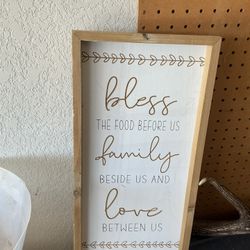 bless
THE FOOD BEFORE US
family
BESIDE US AND
love
BETWEEN US